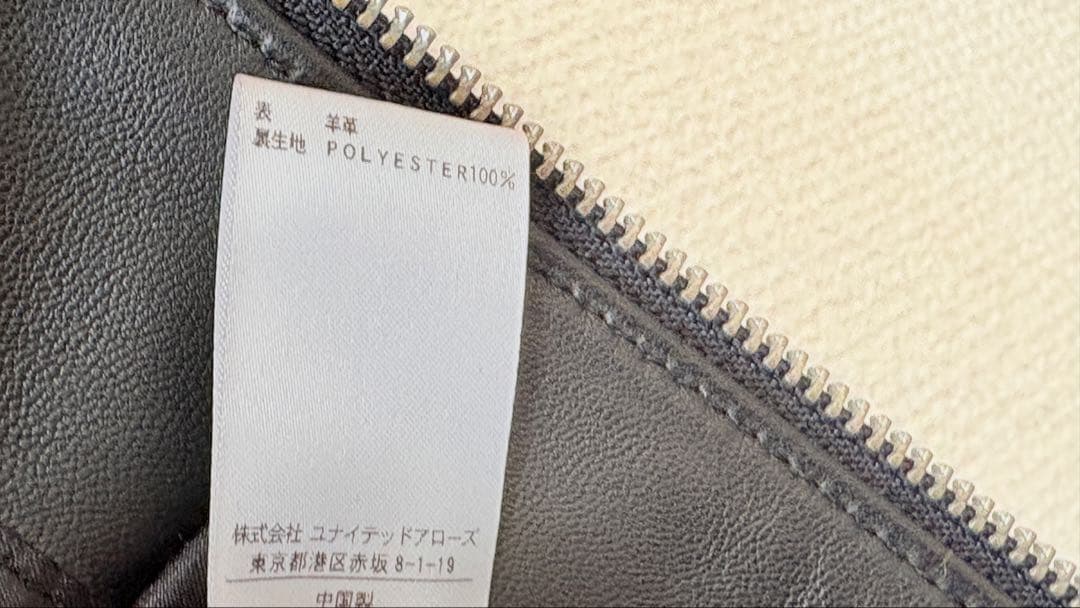 表 羊革
裏生地 POLYESTER100%
株式会社 ユナイテッドアローズ
東京都港区赤坂 8-1-19
中国製